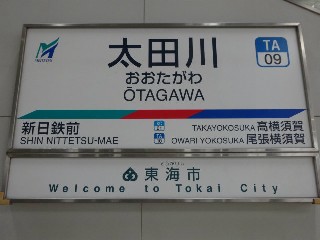 太田川
おおたがわ
ŌTAGAWA
TA
09
新日鉄前
SHIN NITTETSU-MAE
TAKAYOKOSUKA 高横須賀
OWARI YOKOSUKA 尾張横須賀
東海市
Welcome to Tokai City